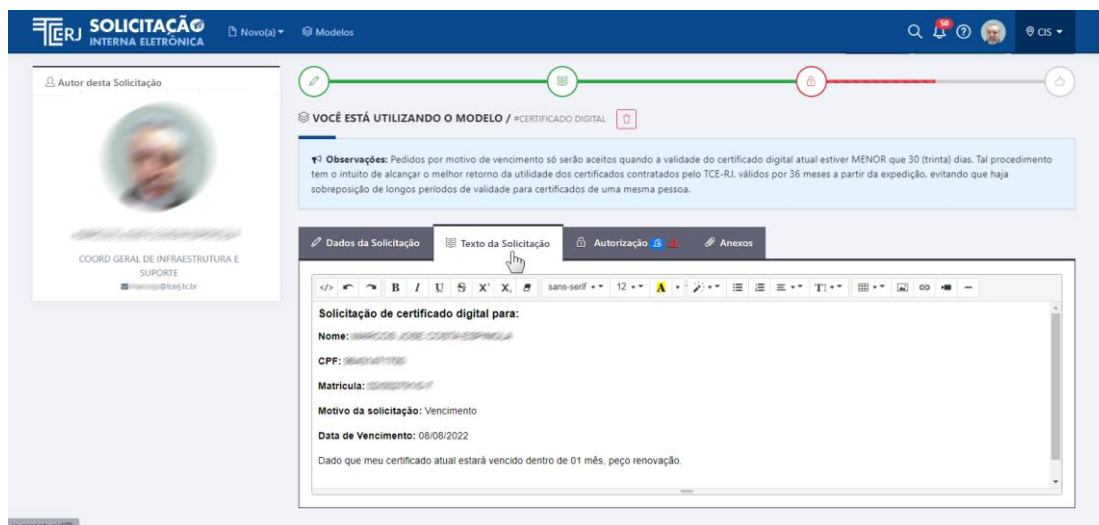 TCERJ SOLICITAÇÃO
INTERNA ELETRÔNICA
Novo(a)
Modelos
50
CIS
Autor desta Solicitação
COORD GERAL DE INFRAESTRUTURA E
SUPORTE
@tcerj.tc.br
VOCÊ ESTÁ UTILIZANDO O MODELO / #CERTIFICADO DIGITAL
Observações: Pedidos por motivo de vencimento só serão aceitos quando a validade do certificado digital atual estiver MENOR que 30 (trinta) dias. Tal procedimento
tem o intuito de alcançar o melhor retorno da utilidade dos certificados contratados pelo TCE-RJ, válidos por 36 meses a partir da expedição, evitando que haja
sobreposição de longos períodos de validade para certificados de uma mesma pessoa.
Dados da Solicitação
Texto da Solicitação
Autorização
Anexos
B I U S X X, sans-serif 12 A
Solicitação de certificado digital para:
Nome:
CPF:
Matricula:
Motivo da solicitação: Vencimento
Data de Vencimento: 08/08/2022
Dado que meu certificado atual estará vencido dentro de 01 mês, peço renovação.